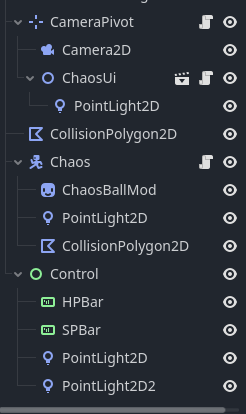 CameraPivot
Camera2D
ChaosUi
PointLight2D
CollisionPolygon2D
Chaos
ChaosBallMod
PointLight2D
CollisionPolygon2D
Control
HPBar
SPBar
PointLight2D
PointLight2D2